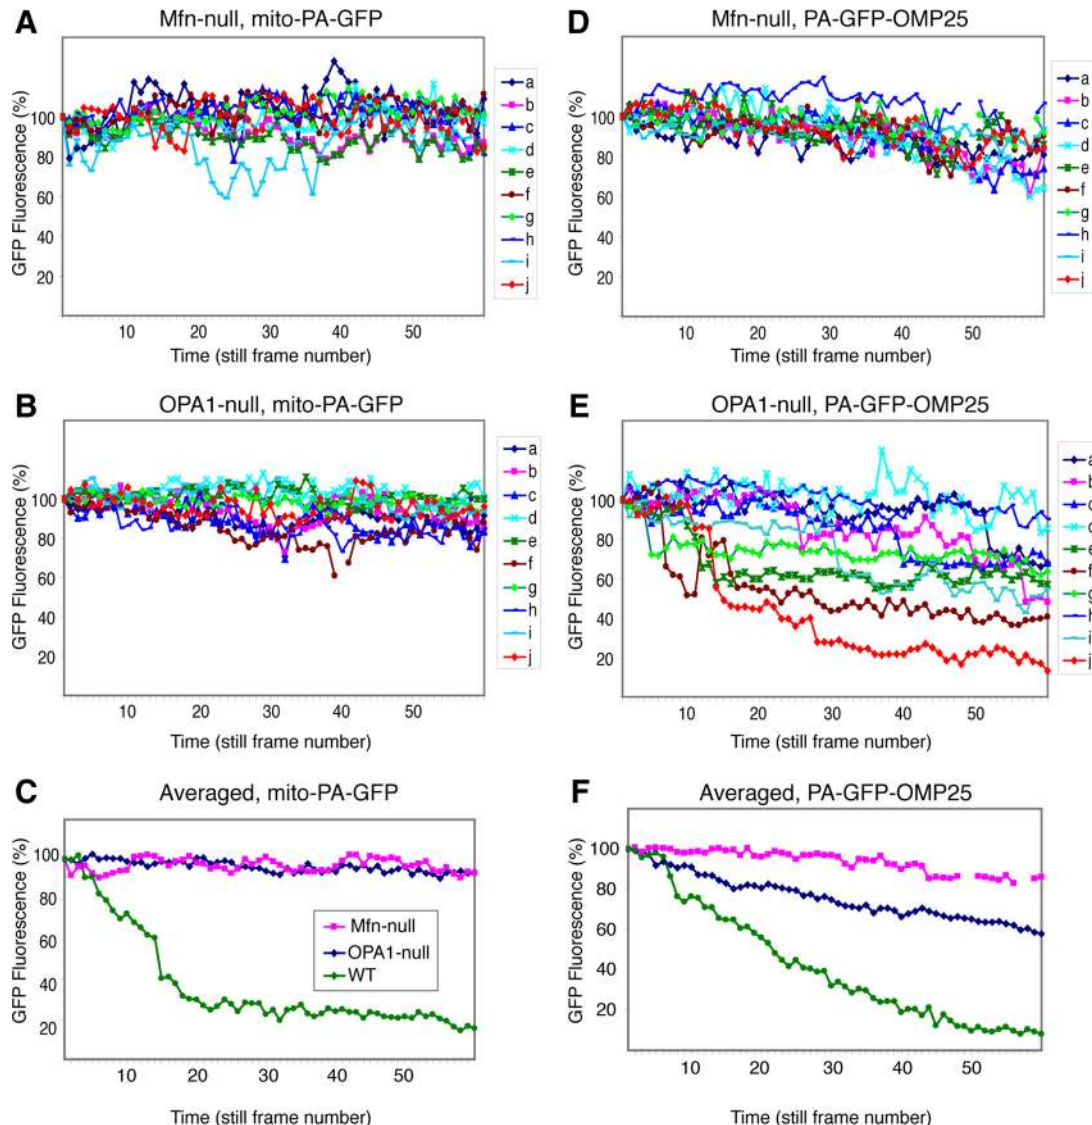 A
Mfn-null, mito-PA-GFP
GFP Fluorescence (%)
100
80
60
40
20
10 20 30 40 50
Time (still frame number)
a
b
c
d
e
f
g
h
i
j
D
Mfn-null, PA-GFP-OMP25
GFP Fluorescence (%)
100
80
60
40
20
10 20 30 40 50
Time (still frame number)
a
b
c
d
e
f
g
h
i
j
B
OPA1-null, mito-PA-GFP
GFP Fluorescence (%)
100
80
60
40
20
10 20 30 40 50
Time (still frame number)
a
b
c
d
e
f
g
h
i
j
E
OPA1-null, PA-GFP-OMP25
GFP Fluorescence (%)
100
80
60
40
20
10 20 30 40 50
Time (still frame number)
a
b
c
d
e
f
g
h
i
j
C
Averaged, mito-PA-GFP
GFP Fluorescence (%)
100
80
60
40
20
10 20 30 40 50
Time (still frame number)
Mfn-null
OPA1-null
WT
F
Averaged, PA-GFP-OMP25
GFP Fluorescence (%)
100
80
60
40
20
10 20 30 40 50
Time (still frame number)